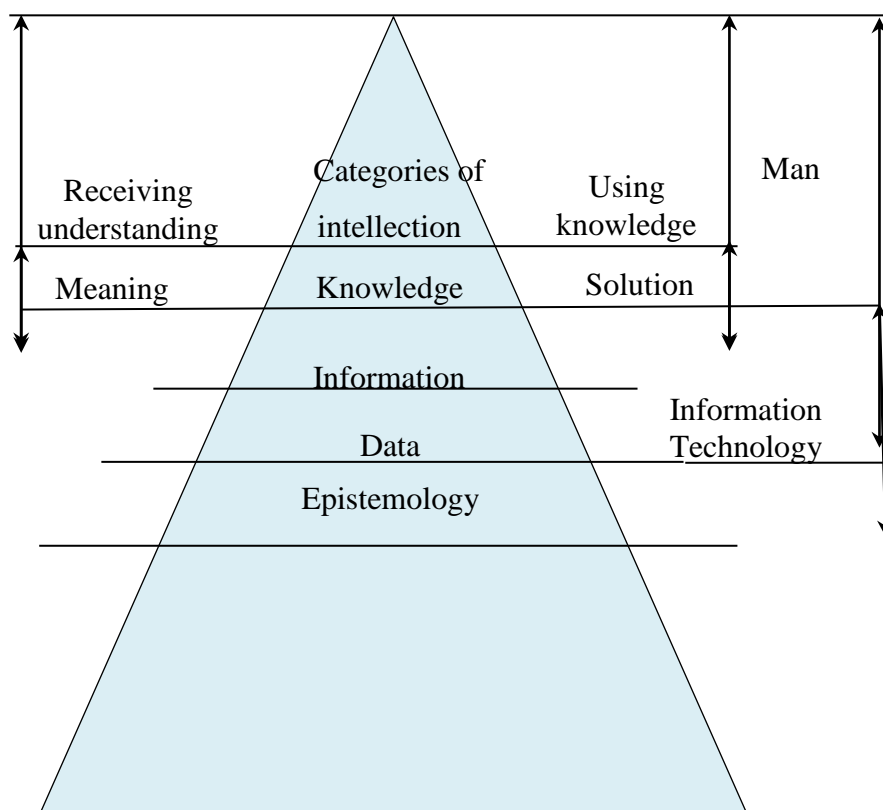 Categories of
intellection
Receiving
understanding
Using
knowledge
Man
Meaning
Knowledge
Solution
Information
Information
Technology
Data
Epistemology